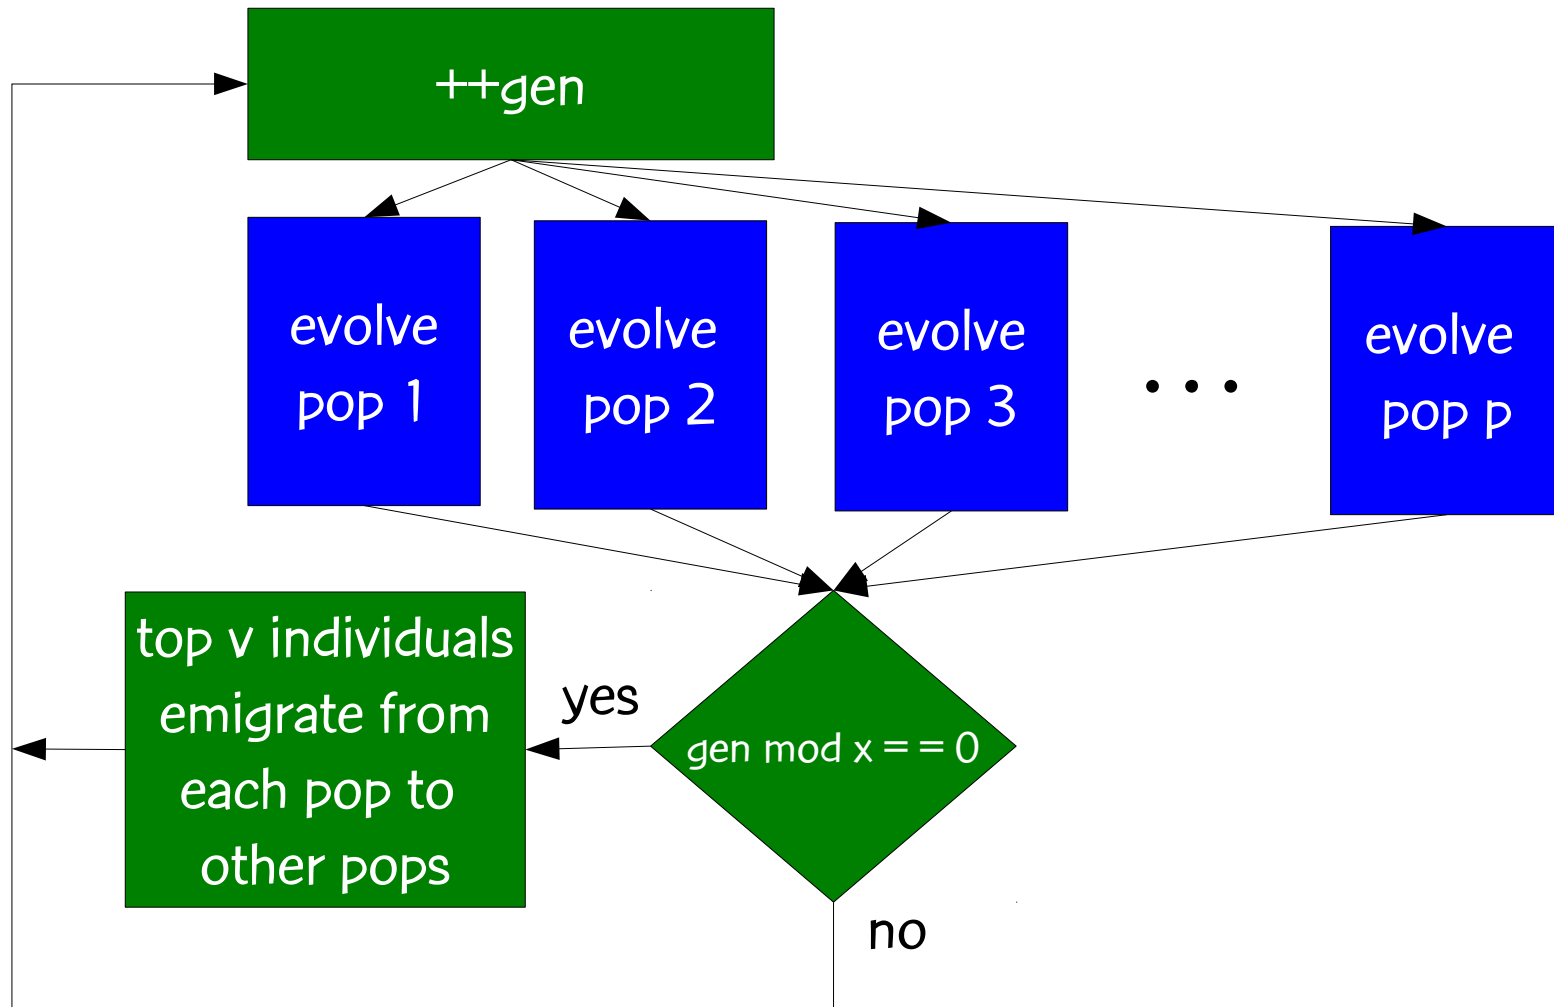 ++gen
evolve
pop 1
evolve
pop 2
evolve
pop 3
. . .
evolve
pop p
top v individuals
emigrate from
each pop to
other pops
yes
gen mod x = = 0
no